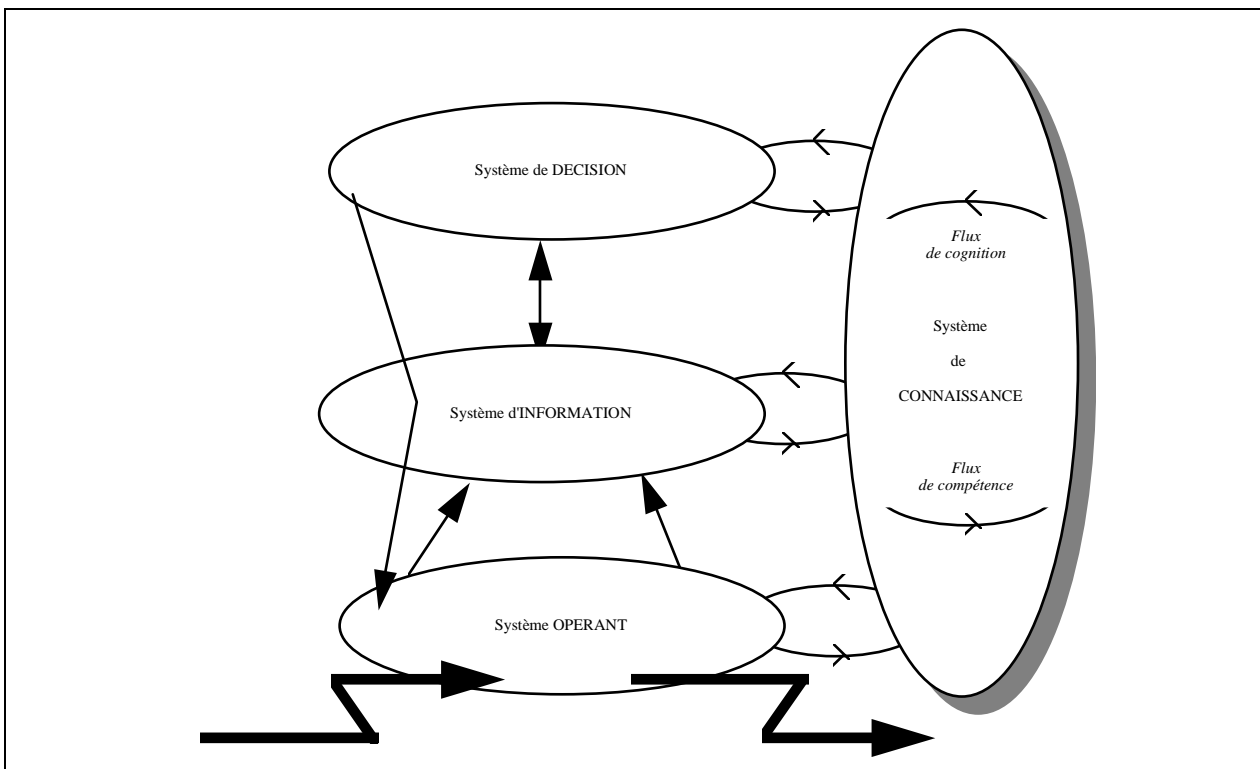 Système de DECISION
Flux
de cognition
Système
de
CONNAISSANCE
Système d'INFORMATION
Flux
de compétence
Système OPERANT